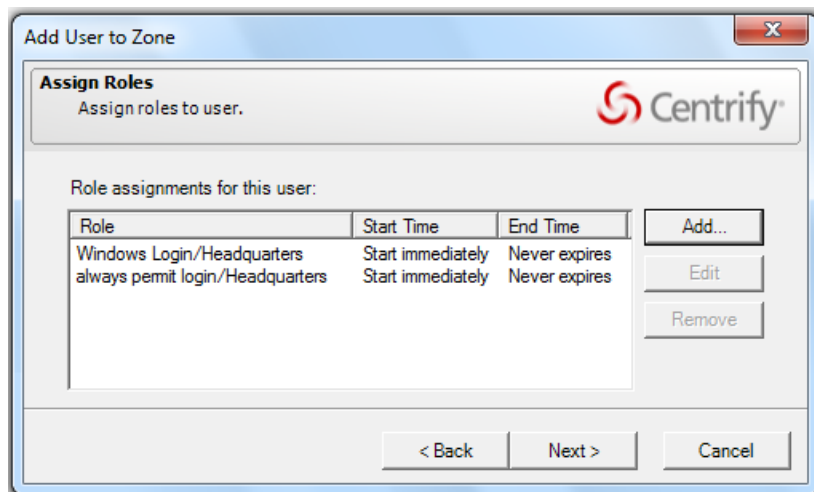 Add User to Zone
Assign Roles
Assign roles to user.
Centrify
Role assignments for this user:
Role Start Time End Time
Windows Login/Headquarters Start immediately Never expires
always permit login/Headquarters Start immediately Never expires
Add...
Edit
Remove
< Back Next > Cancel